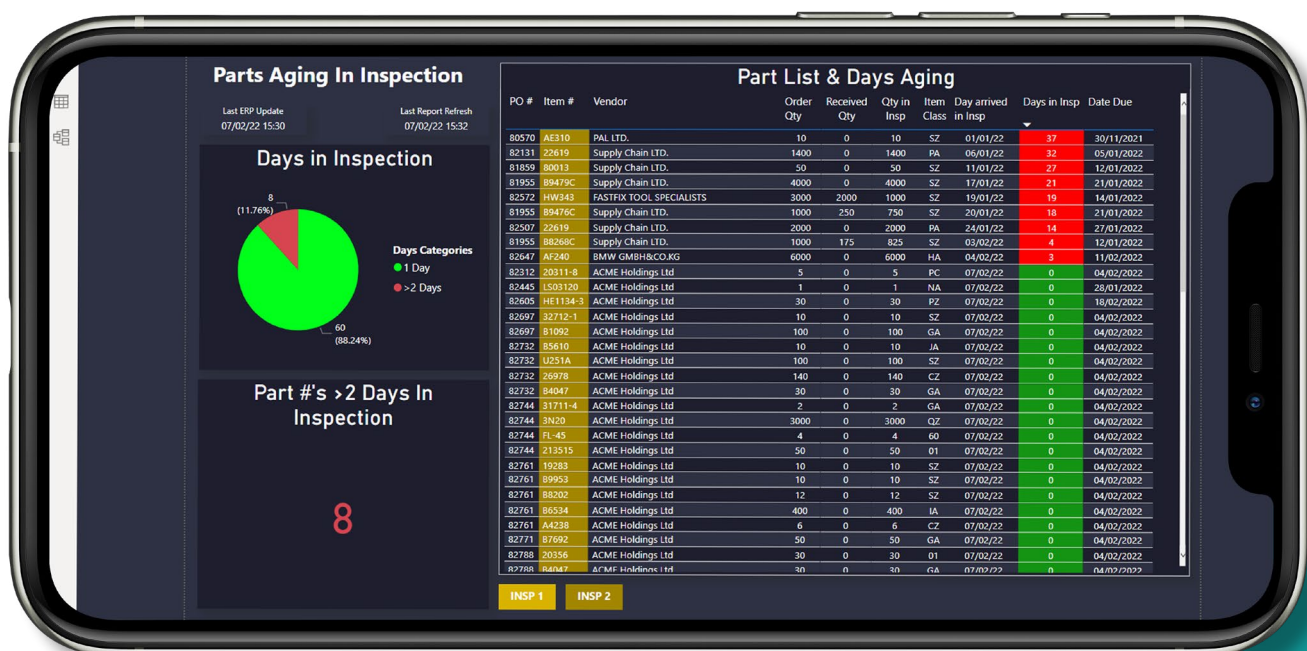 Parts Aging In Inspection
Last ERP Update
07/02/22 15:30
Last Report Refresh
07/02/22 15:32
Days in Inspection
8
(11.76%)
60
(88.24%)
Days Categories
1 Day
>2 Days
Part #'s >2 Days In
Inspection
8
Part List & Days Aging
PO # Item # Vendor Order Qty Received Qty Qty in Insp Item Class Day arrived in Insp Days in Insp Date Due
80570 AE310 PAL LTD. 10 0 10 SZ 01/01/22 37 30/11/2021
82131 22619 Supply Chain LTD. 1400 0 1400 PA 06/01/22 32 05/01/2022
81859 80013 Supply Chain LTD. 50 0 50 SZ 11/01/22 27 12/01/2022
81955 B9479C Supply Chain LTD. 4000 0 4000 SZ 17/01/22 21 21/01/2022
82572 HW343 FASTFIX TOOL SPECIALISTS 3000 2000 1000 SZ 19/01/22 19 14/01/2022
81955 B9476C Supply Chain LTD. 1000 250 750 SZ 20/01/22 18 21/01/2022
82507 22619 Supply Chain LTD. 2000 0 2000 PA 24/01/22 14 27/01/2022
81955 B8268C Supply Chain LTD. 1000 175 825 SZ 03/02/22 4 12/01/2022
82647 AF240 BMW GMBH&CO.KG 6000 0 6000 HA 04/02/22 3 11/02/2022
82312 20311-8 ACME Holdings Ltd 5 0 5 PC 07/02/22 0 04/02/2022
82445 LS03120 ACME Holdings Ltd 1 0 1 NA 07/02/22 0 28/01/2022
82605 HE1134-3 ACME Holdings Ltd 30 0 30 PZ 07/02/22 0 18/02/2022
82697 32712-1 ACME Holdings Ltd 10 0 10 SZ 07/02/22 0 04/02/2022
82697 B1092 ACME Holdings Ltd 100 0 100 GA 07/02/22 0 04/02/2022
82732 B5610 ACME Holdings Ltd 10 0 10 JA 07/02/22 0 04/02/2022
82732 U251A ACME Holdings Ltd 100 0 100 SZ 07/02/22 0 04/02/2022
82732 26978 ACME Holdings Ltd 140 0 140 CZ 07/02/22 0 04/02/2022
82732 B4047 ACME Holdings Ltd 30 0 30 GA 07/02/22 0 04/02/2022
82744 31711-4 ACME Holdings Ltd 2 0 2 GA 07/02/22 0 04/02/2022
82744 3N20 ACME Holdings Ltd 3000 0 3000 QZ 07/02/22 0 04/02/2022
82744 FL-45 ACME Holdings Ltd 4 0 4 60 07/02/22 0 04/02/2022
82744 213515 ACME Holdings Ltd 50 0 50 01 07/02/22 0 04/02/2022
82761 19283 ACME Holdings Ltd 10 0 10 SZ 07/02/22 0 04/02/2022
82761 B9953 ACME Holdings Ltd 10 0 10 SZ 07/02/22 0 04/02/2022
82761 B8202 ACME Holdings Ltd 12 0 12 SZ 07/02/22 0 04/02/2022
82761 B6534 ACME Holdings Ltd 400 0 400 IA 07/02/22 0 04/02/2022
82761 A4238 ACME Holdings Ltd 6 0 6 CZ 07/02/22 0 04/02/2022
82771 B7692 ACME Holdings Ltd 50 0 50 GA 07/02/22 0 04/02/2022
82788 20356 ACME Holdings Ltd 30 0 30 01 07/02/22 0 04/02/2022
82788 B4047 ACME Holdings Ltd 30 0 30 GA 07/02/22 0 04/02/2022
INSP 1
INSP 2